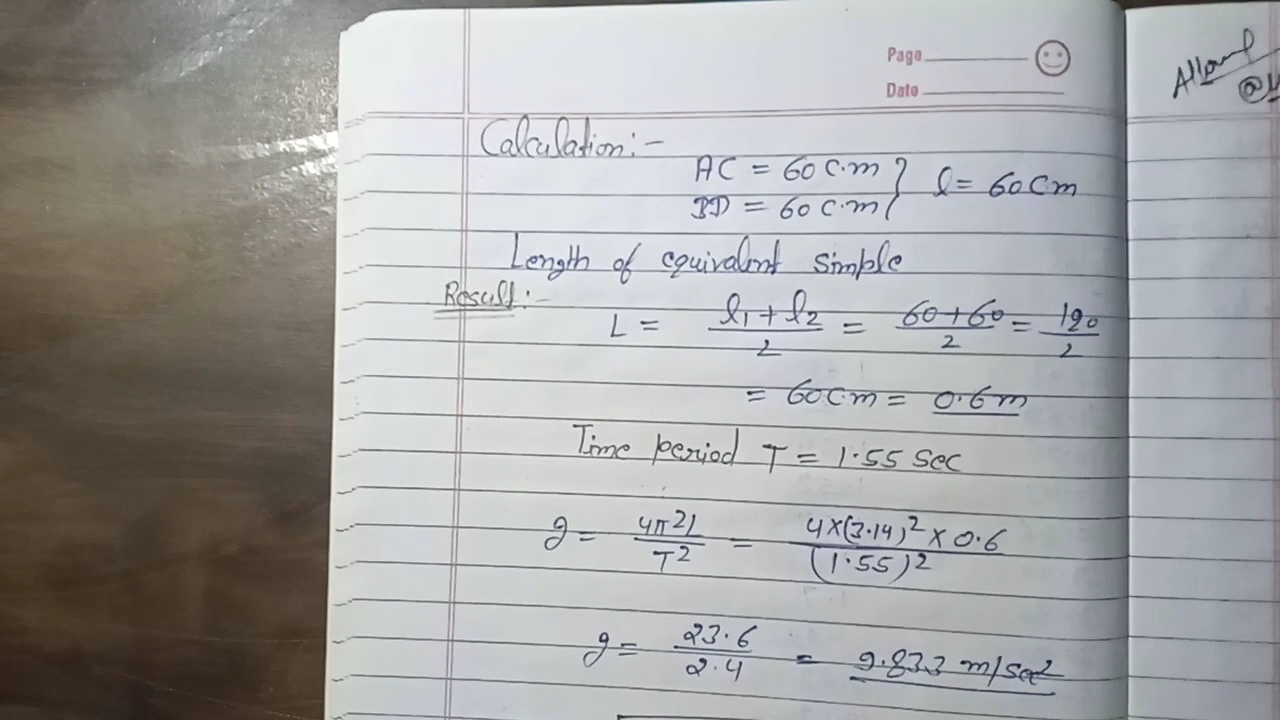 Page
Date
Calculation:-
AC = 60 c.m
BD = 60 c.m } l = 60 cm
Length of equivalent simple
Result:-
L = l1 + l2 / 2 = 60+60 / 2 = 120 / 2
= 60cm = 0.6m
Time period T = 1.55 sec
g = 4π²L / T² = 4×(3.14)²×0.6 / (1.55)²
g = 23.6 / 2.4 = 9.833 m/sec²